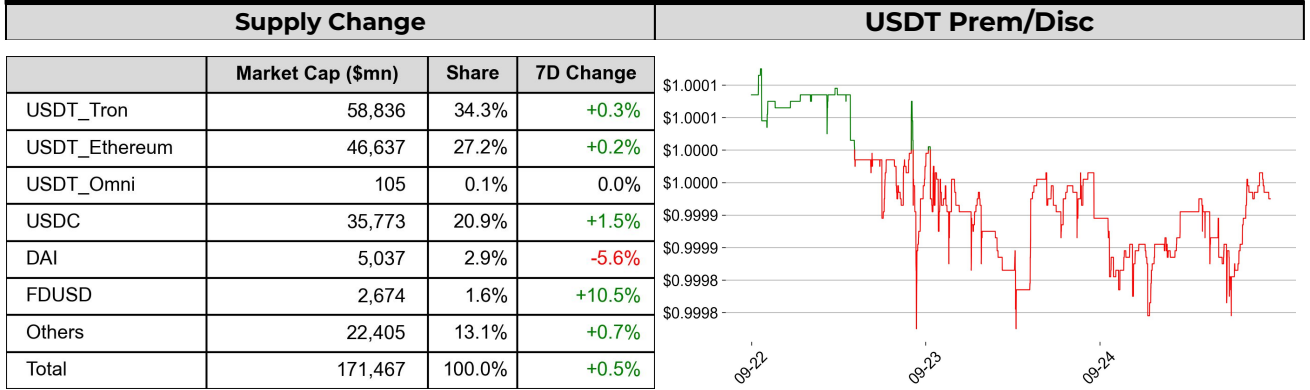 Supply Change
Market Cap ($mn) Share 7D Change
USDT_Tron 58,836 34.3% +0.3%
USDT_Ethereum 46,637 27.2% +0.2%
USDT_Omni 105 0.1% 0.0%
USDC 35,773 20.9% +1.5%
DAI 5,037 2.9% -5.6%
FDUSD 2,674 1.6% +10.5%
Others 22,405 13.1% +0.7%
Total 171,467 100.0% +0.5%
USDT Prem/Disc
$1.0001
$1.0001
$1.0000
$1.0000
$0.9999
$0.9999
$0.9998
$0.9998
09-22 09-23 09-24